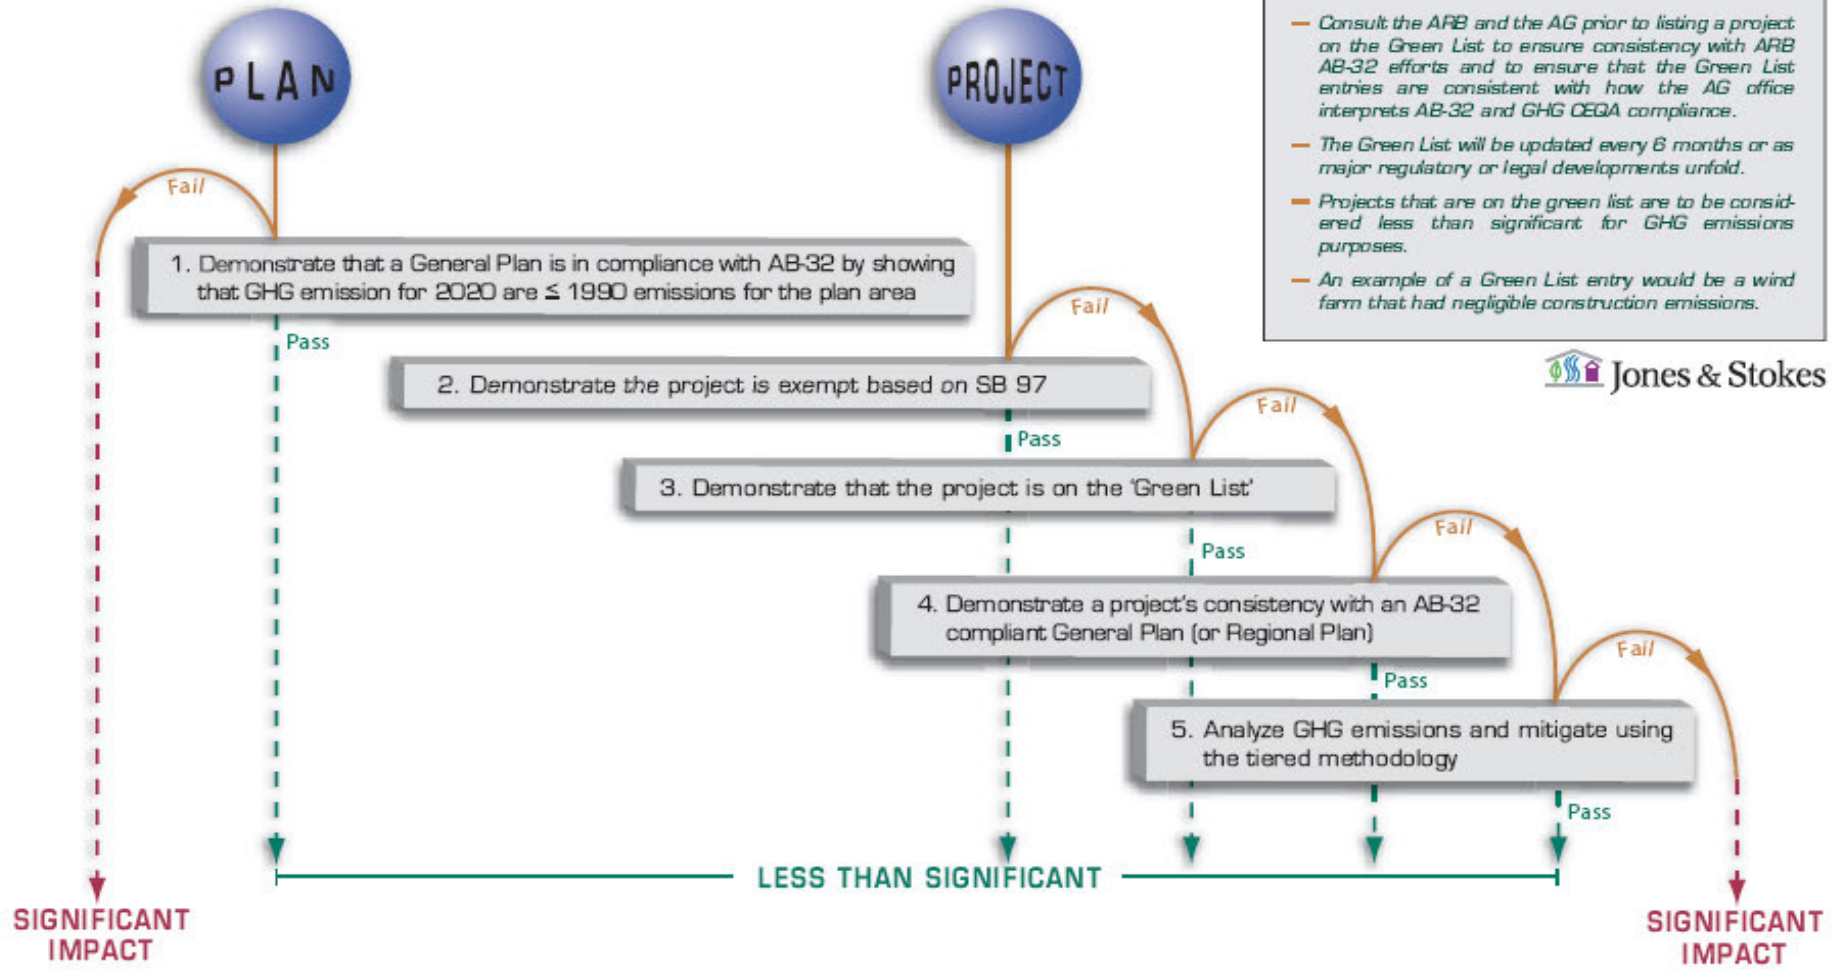 PLAN
PROJECT
— Consult the ARB and the AG prior to listing a project
on the Green List to ensure consistency with ARB
AB-32 efforts and to ensure that the Green List
entries are consistent with how the AG office
interprets AB-32 and GHG CEQA compliance.
— The Green List will be updated every 6 months or as
major regulatory or legal developments unfold.
— Projects that are on the green list are to be consid-
ered less than significant for GHG emissions
purposes.
— An example of a Green List entry would be a wind
farm that had negligible construction emissions.
Jones & Stokes
Fail
1. Demonstrate that a General Plan is in compliance with AB-32 by showing
that GHG emission for 2020 are ≤ 1990 emissions for the plan area
Pass
Fail
2. Demonstrate the project is exempt based on SB 97
Pass
Fail
3. Demonstrate that the project is on the 'Green List'
Pass
Fail
4. Demonstrate a project's consistency with an AB-32
compliant General Plan (or Regional Plan)
Pass
Fail
5. Analyze GHG emissions and mitigate using
the tiered methodology
Pass
LESS THAN SIGNIFICANT
SIGNIFICANT
IMPACT
SIGNIFICANT
IMPACT